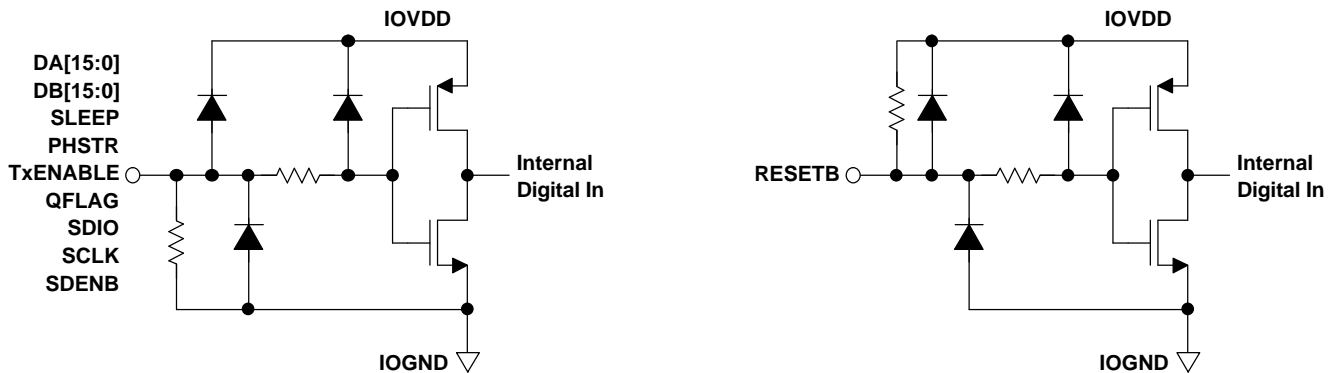 IOVDD
DA[15:0]
DB[15:0]
SLEEP
PHSTR
TxENABLE
QFLAG
SDIO
SCLK
SDENB
Internal
Digital In
IOGND
IOVDD
RESETB
Internal
Digital In
IOGND